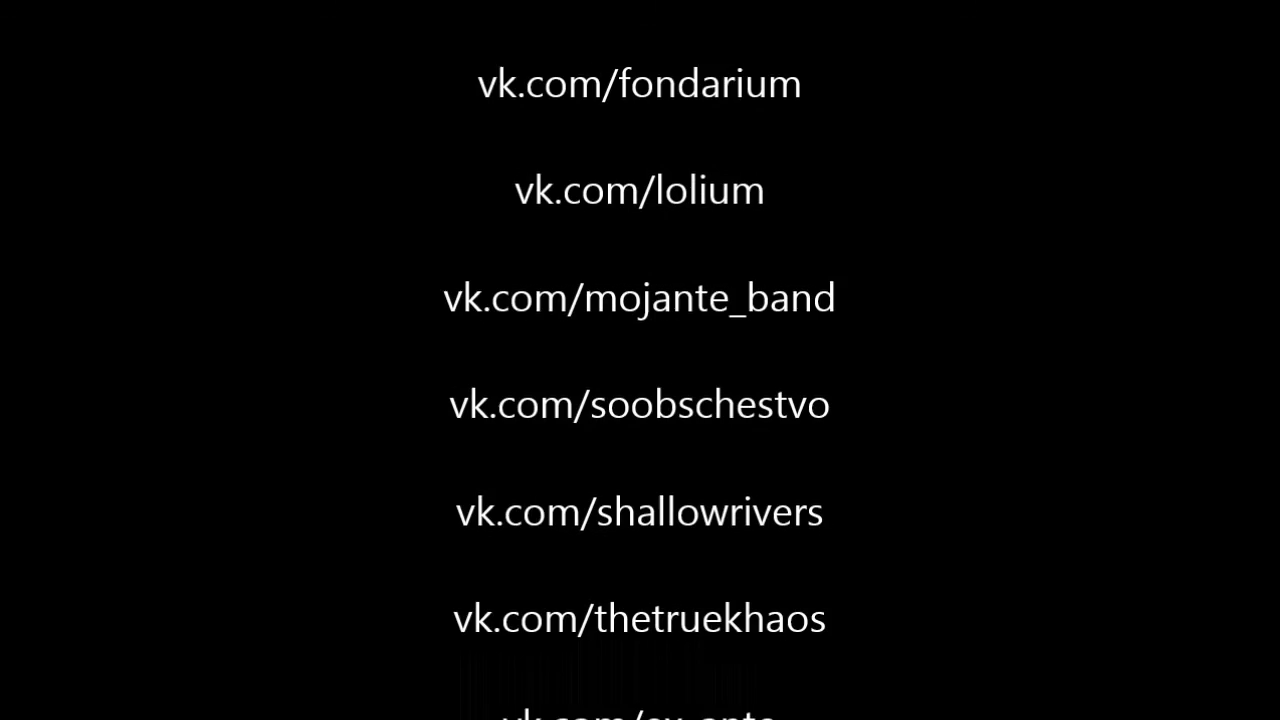 vk.com/fondarium
vk.com/lolium
vk.com/mojante_band
vk.com/soobschestvo
vk.com/shallowrivers
vk.com/thetruekhaos